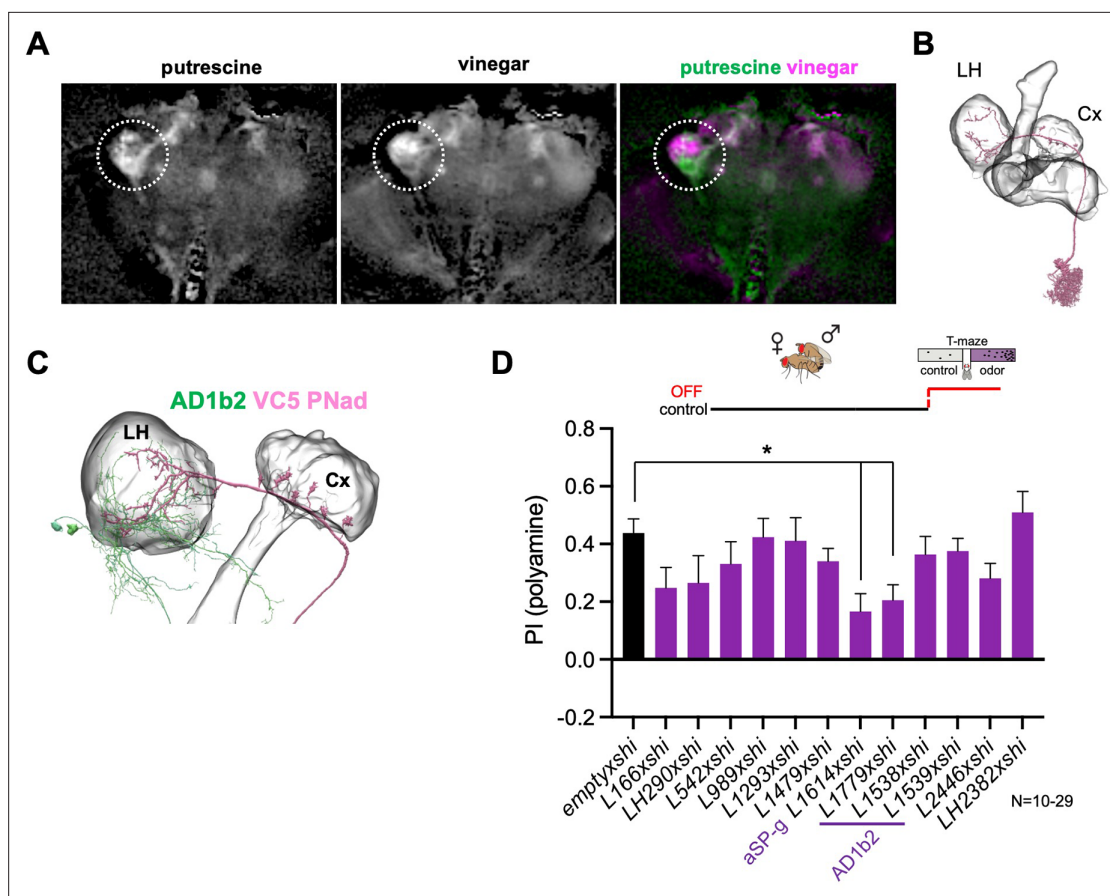 A
putrescine
vinegar
putrescine vinegar
B
LH
Cx
C
AD1b2 VC5 PNad
LH
Cx
D
♀ ♂
T-maze
control odor
OFF
control
*
PI (polyamine)
0.8
0.6
0.4
0.2
0.0
-0.2
emptyxshi
L166xshi
LH290xshi
L542xshi
L989xshi
L1293xshi
L1479xshi
L1614xshi
L1779xshi
L1538xshi
L1539xshi
L2446xshi
LH2382xshi
aSP-g
AD1b2
N=10-29